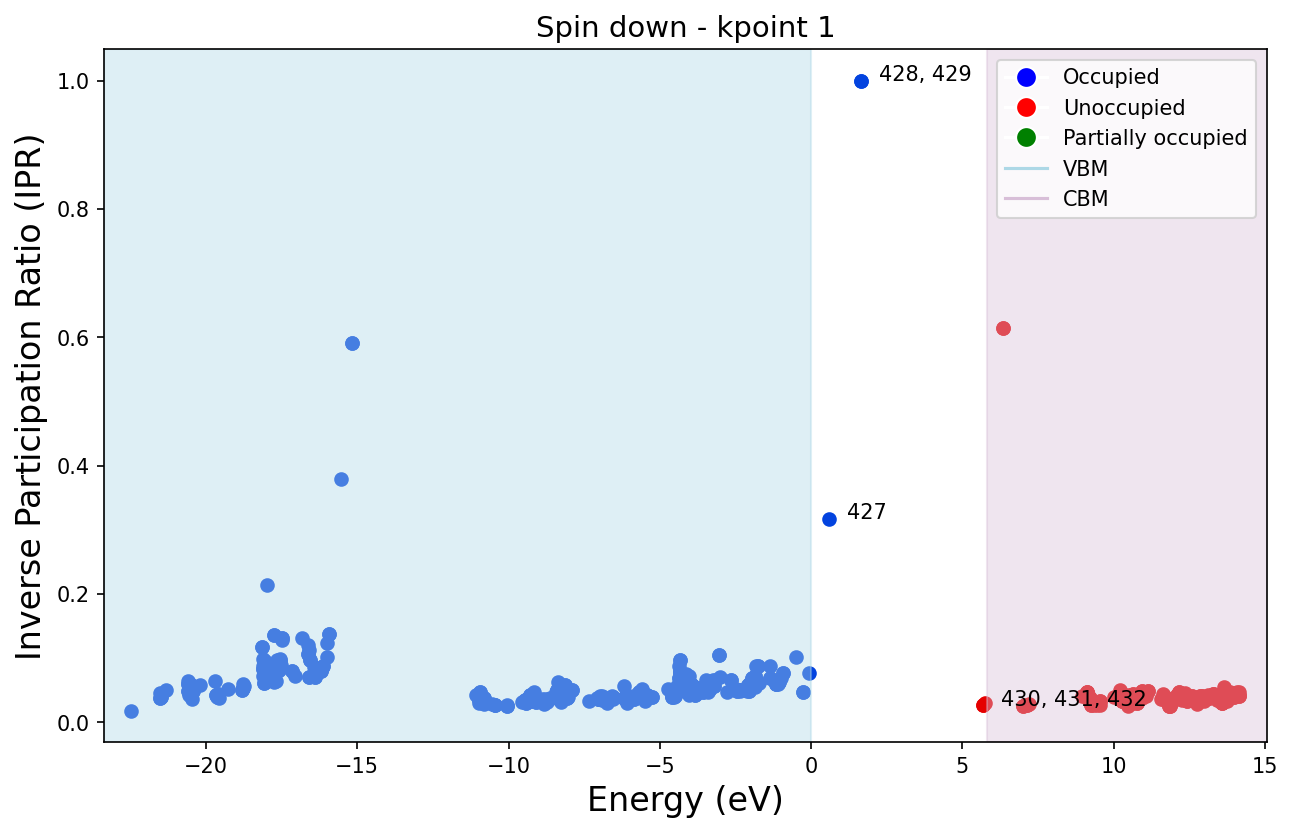 Spin down - kpoint 1
Inverse Participation Ratio (IPR)
1.0
0.8
0.6
0.4
0.2
0.0
428, 429
427
430, 431, 432
Occupied
Unoccupied
Partially occupied
VBM
CBM
−20
−15
−10
−5
0
5
10
15
Energy (eV)